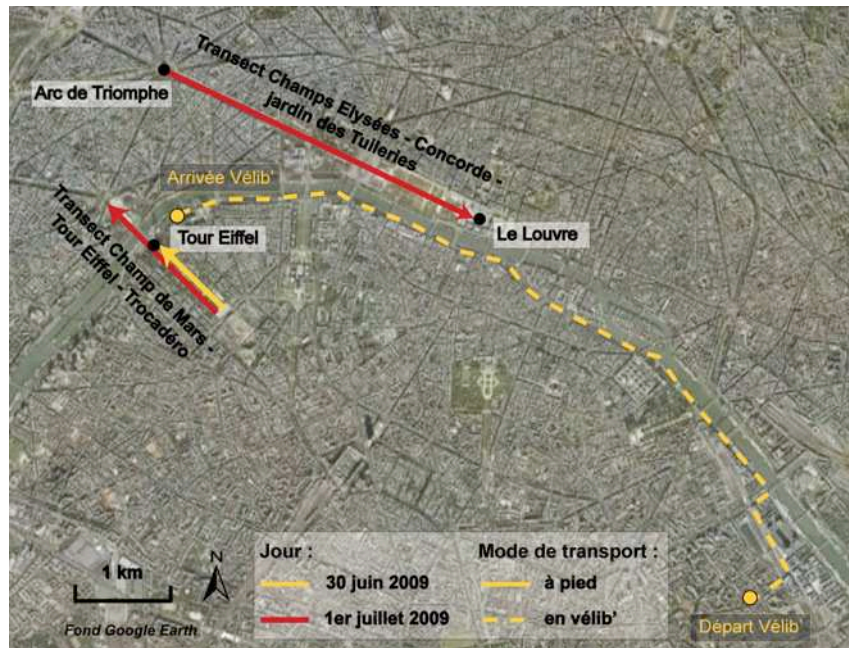 Arc de Triomphe
Transect Champs Elysées - Concorde -
jardin des Tuileries
Arrivée Vélib'
Tour Eiffel
Le Louvre
Transect Champ de Mars -
Tour Eiffel - Trocadéro
Jour :
30 juin 2009
1er juillet 2009
Mode de transport :
à pied
en vélib'
N
1 km
Fond Google Earth
Départ Vélib'